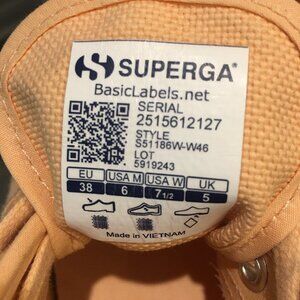 SUPERGA®
BasicLabels.net
SERIAL
2515612127
STYLE
S51186W-W46
LOT
5919243
EU USA M USA W UK
38 6 7 1/2 5
Made in VIETNAM